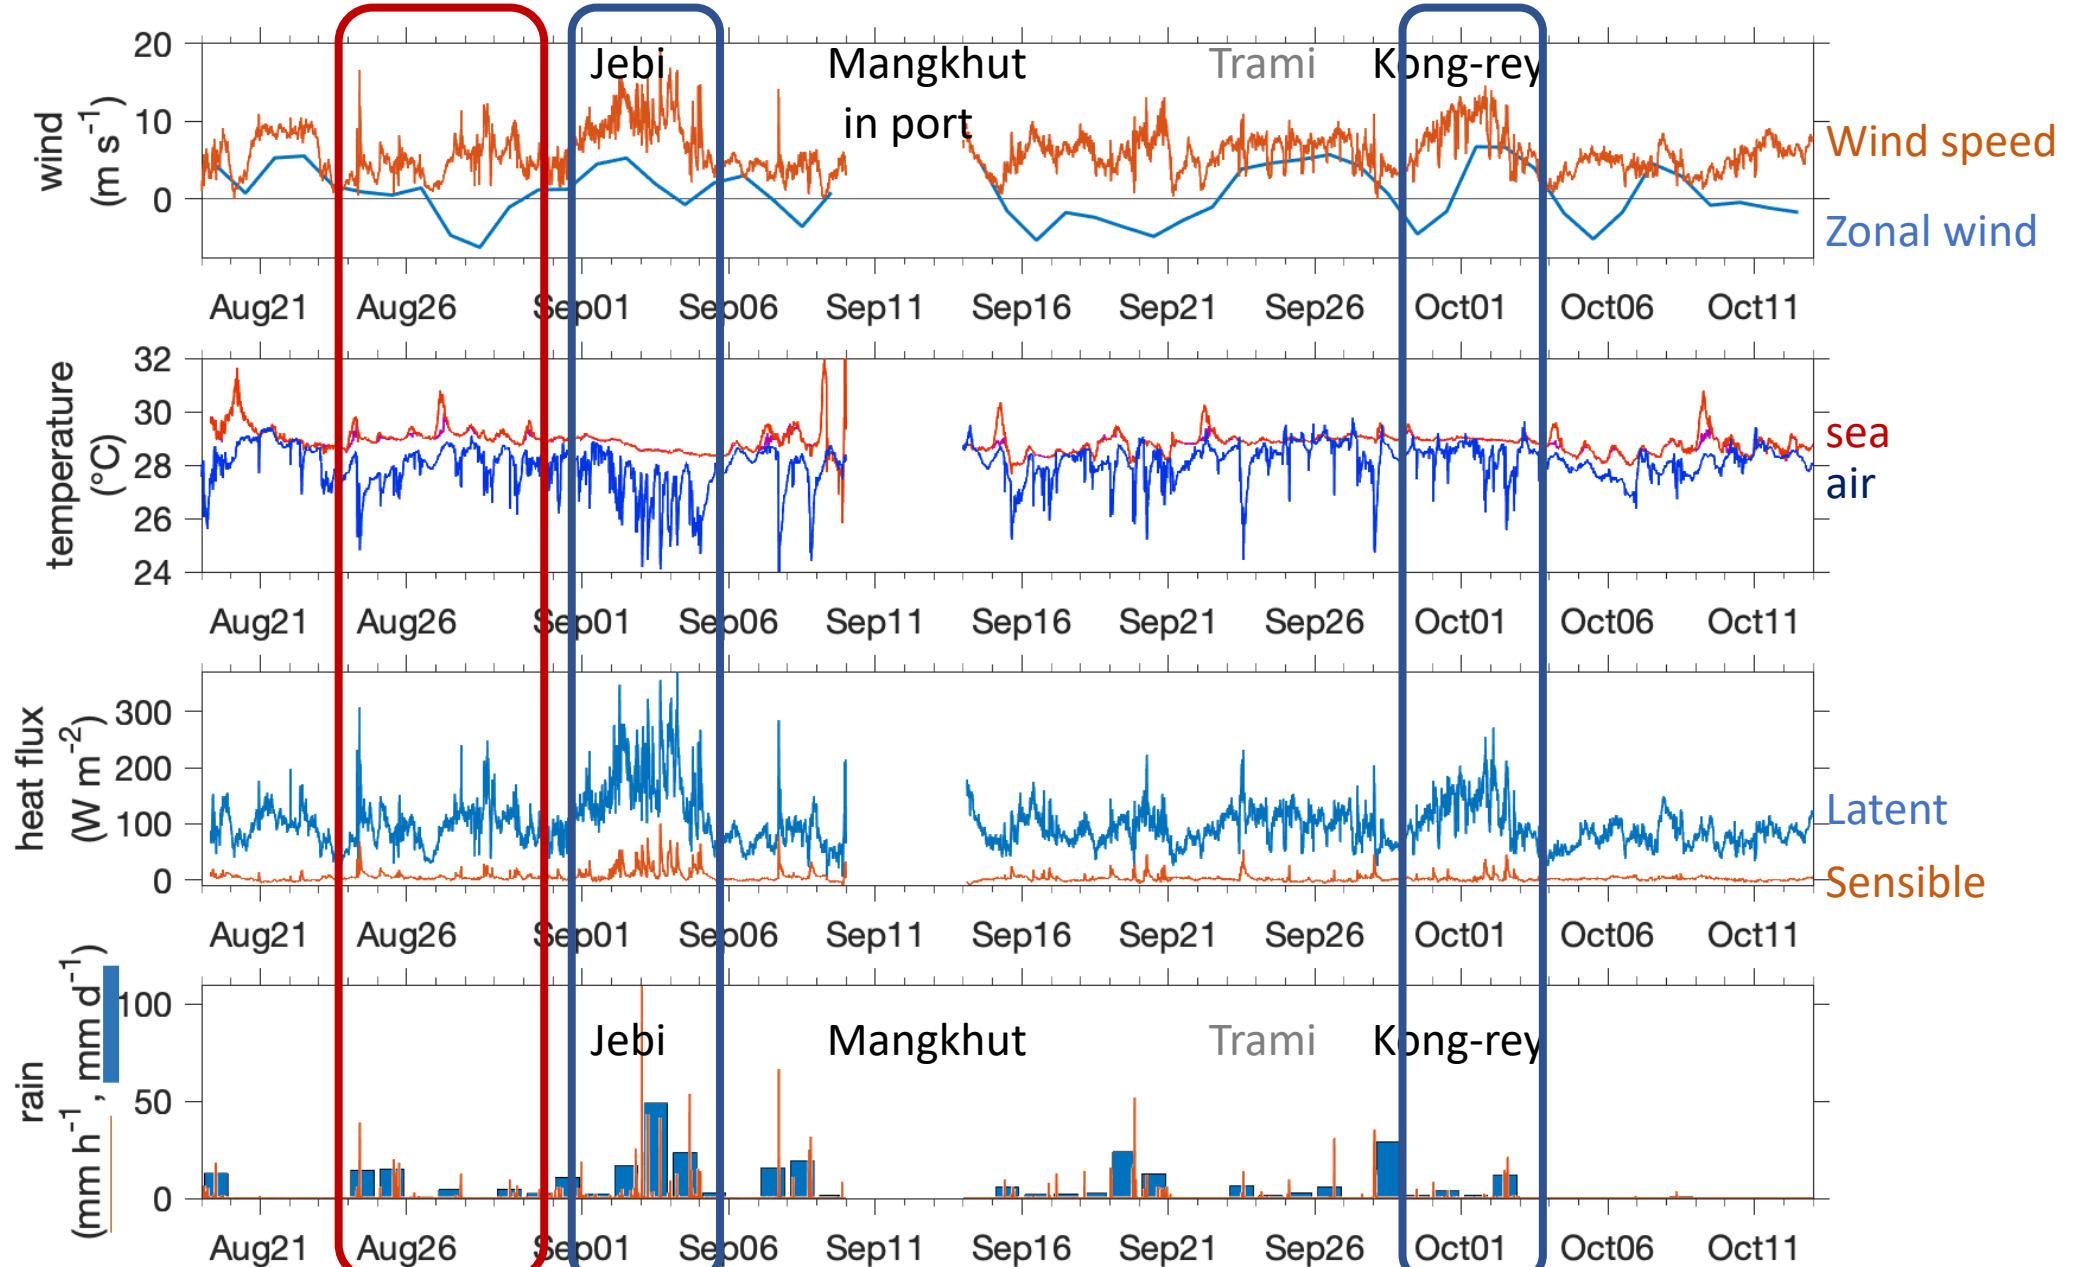 20
10
0
wind
(m s⁻¹)
Jebi
Mangkhut
in port
Trami
Kong-rey
Wind speed
Zonal wind
Aug21 Aug26 Sep01 Sep06 Sep11 Sep16 Sep21 Sep26 Oct01 Oct06 Oct11
32
30
28
26
24
temperature
(°C)
sea
air
Aug21 Aug26 Sep01 Sep06 Sep11 Sep16 Sep21 Sep26 Oct01 Oct06 Oct11
300
200
100
0
heat flux
(W m⁻²)
Latent
Sensible
Aug21 Aug26 Sep01 Sep06 Sep11 Sep16 Sep21 Sep26 Oct01 Oct06 Oct11
100
50
0
rain
(mm h⁻¹, mm d⁻¹)
Jebi
Mangkhut
Trami
Kong-rey
Aug21 Aug26 Sep01 Sep06 Sep11 Sep16 Sep21 Sep26 Oct01 Oct06 Oct11